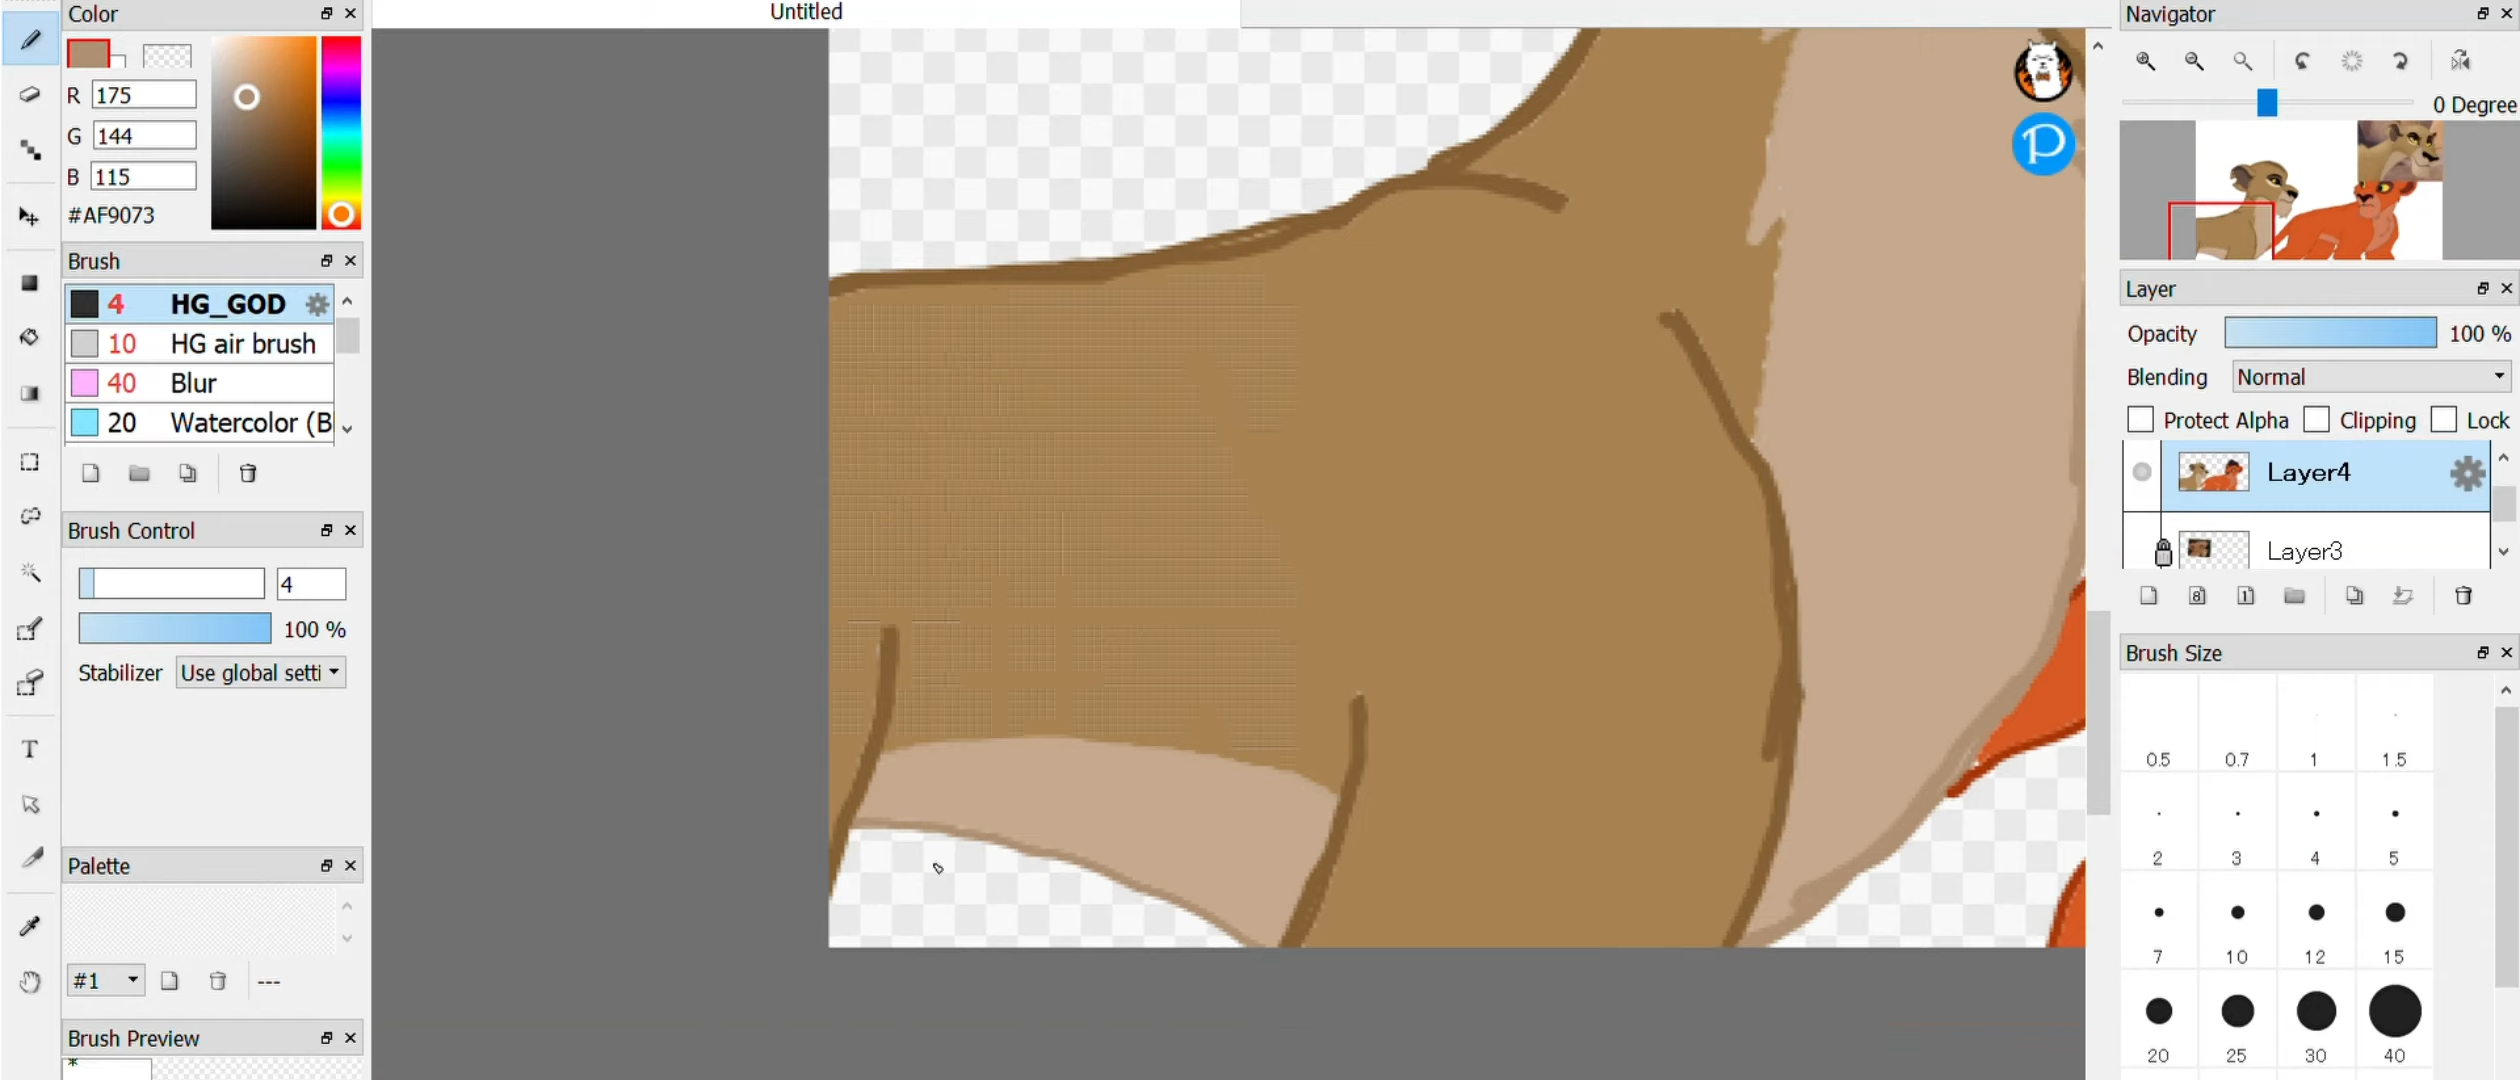 Color
Untitled
Navigator
R 175
G 144
B 115
#AF9073
0 Degree
Brush
4 HG_GOD
10 HG air brush
40 Blur
20 Watercolor (B
Layer
Opacity 100 %
Blending Normal
Protect Alpha Clipping Lock
Layer4
Layer3
8 1
Brush Control
4
100 %
Stabilizer Use global setti
T
P
Brush Size
0.5 0.7 1 1.5
2 3 4 5
7 10 12 15
20 25 30 40
Palette
#1 ---
Brush Preview
*